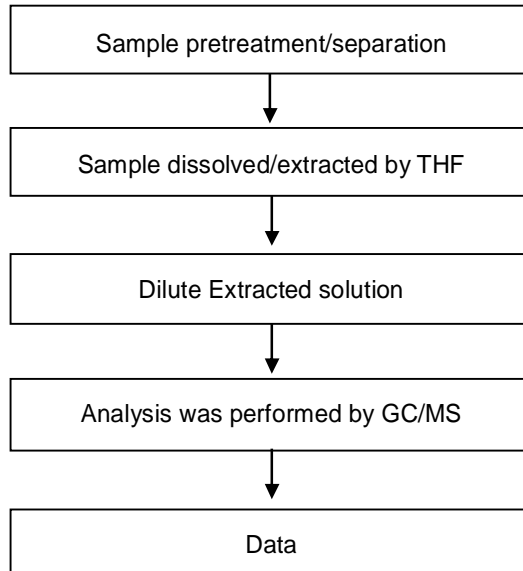 Sample pretreatment/separation
Sample dissolved/extracted by THF
Dilute Extracted solution
Analysis was performed by GC/MS
Data